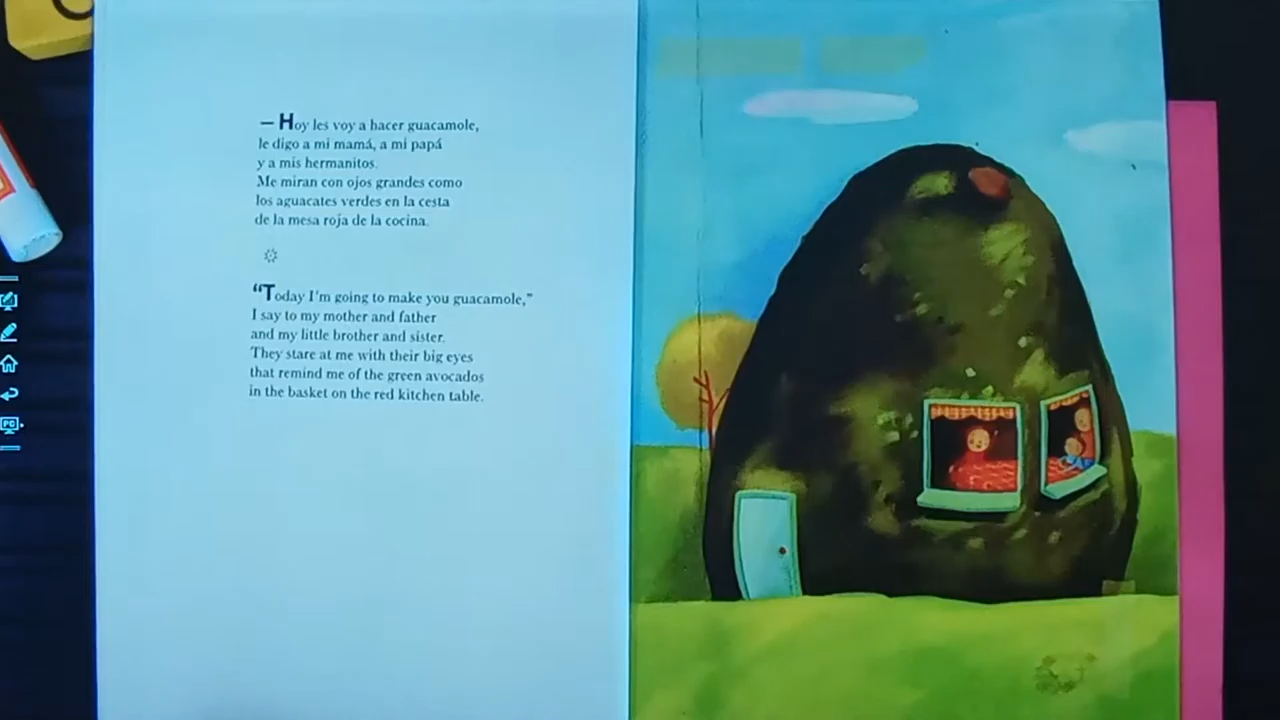 — Hoy les voy a hacer guacamole,
le digo a mi mamá, a mi papá
y a mis hermanitos.
Me miran con ojos grandes como
los aguacates verdes en la cesta
de la mesa roja de la cocina.
“Today I’m going to make you guacamole,”
I say to my mother and father
and my little brother and sister.
They stare at me with their big eyes
that remind me of the green avocados
in the basket on the red kitchen table.
PC